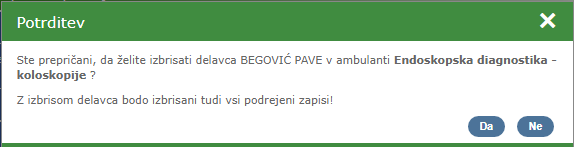 Potrditev
Ste prepričani, da želite izbrisati delavca BEGOVIĆ PAVE v ambulanti Endoskopska diagnostika -
koloskopije ?
Z izbrisom delavca bodo izbrisani tudi vsi podrejeni zapisi!
Da Ne